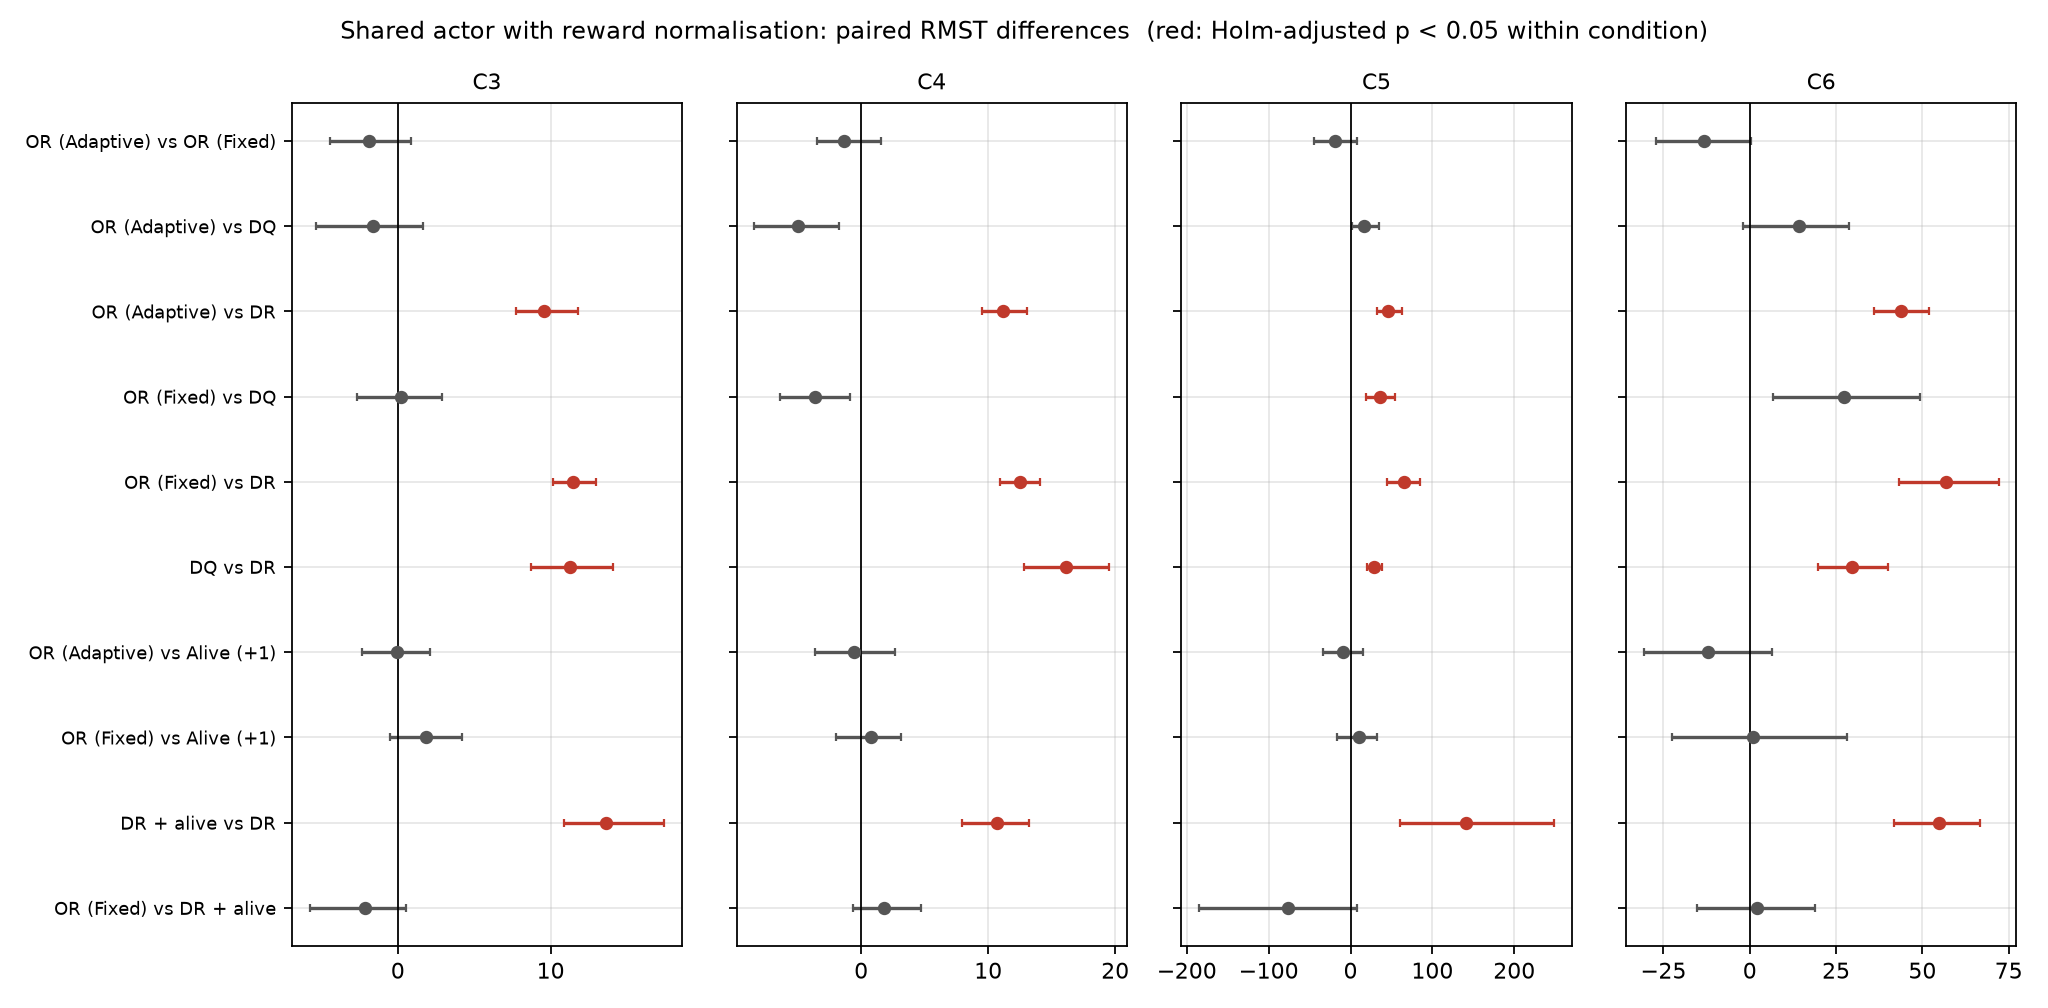 Shared actor with reward normalisation: paired RMST differences  (red: Holm-adjusted p < 0.05 within condition)
C3
C4
C5
C6
OR (Adaptive) vs OR (Fixed)
OR (Adaptive) vs DQ
OR (Adaptive) vs DR
OR (Fixed) vs DQ
OR (Fixed) vs DR
DQ vs DR
OR (Adaptive) vs Alive (+1)
OR (Fixed) vs Alive (+1)
DR + alive vs DR
OR (Fixed) vs DR + alive
0 10
0 10 20
−200 −100 0 100 200
−25 0 25 50 75